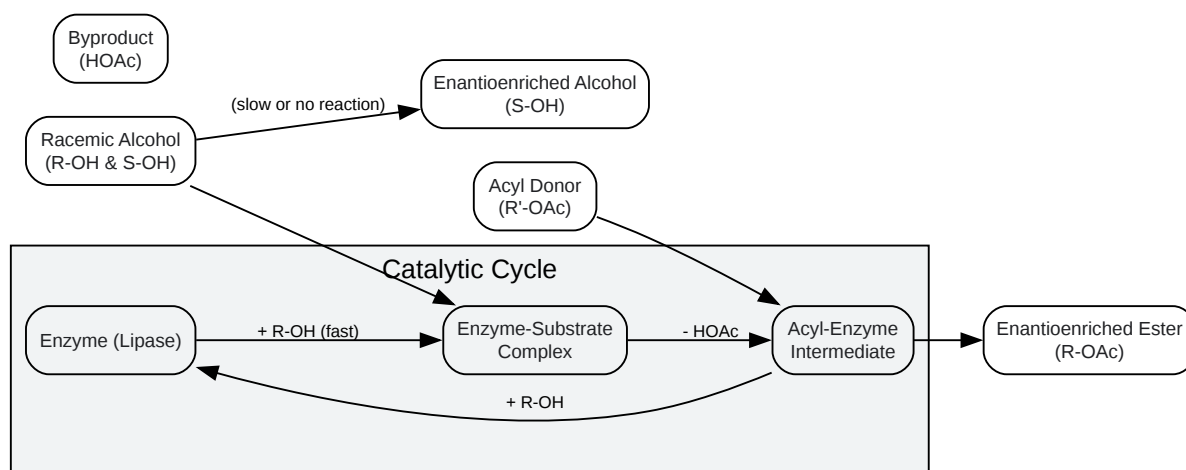 Byproduct
(HOAc)
Racemic Alcohol
(R-OH & S-OH)
(slow or no reaction)
Enantioenriched Alcohol
(S-OH)
Acyl Donor
(R'-OAc)
Catalytic Cycle
Enzyme (Lipase)
+ R-OH (fast)
Enzyme-Substrate
Complex
- HOAc
Acyl-Enzyme
Intermediate
Enantioenriched Ester
(R-OAc)
+ R-OH